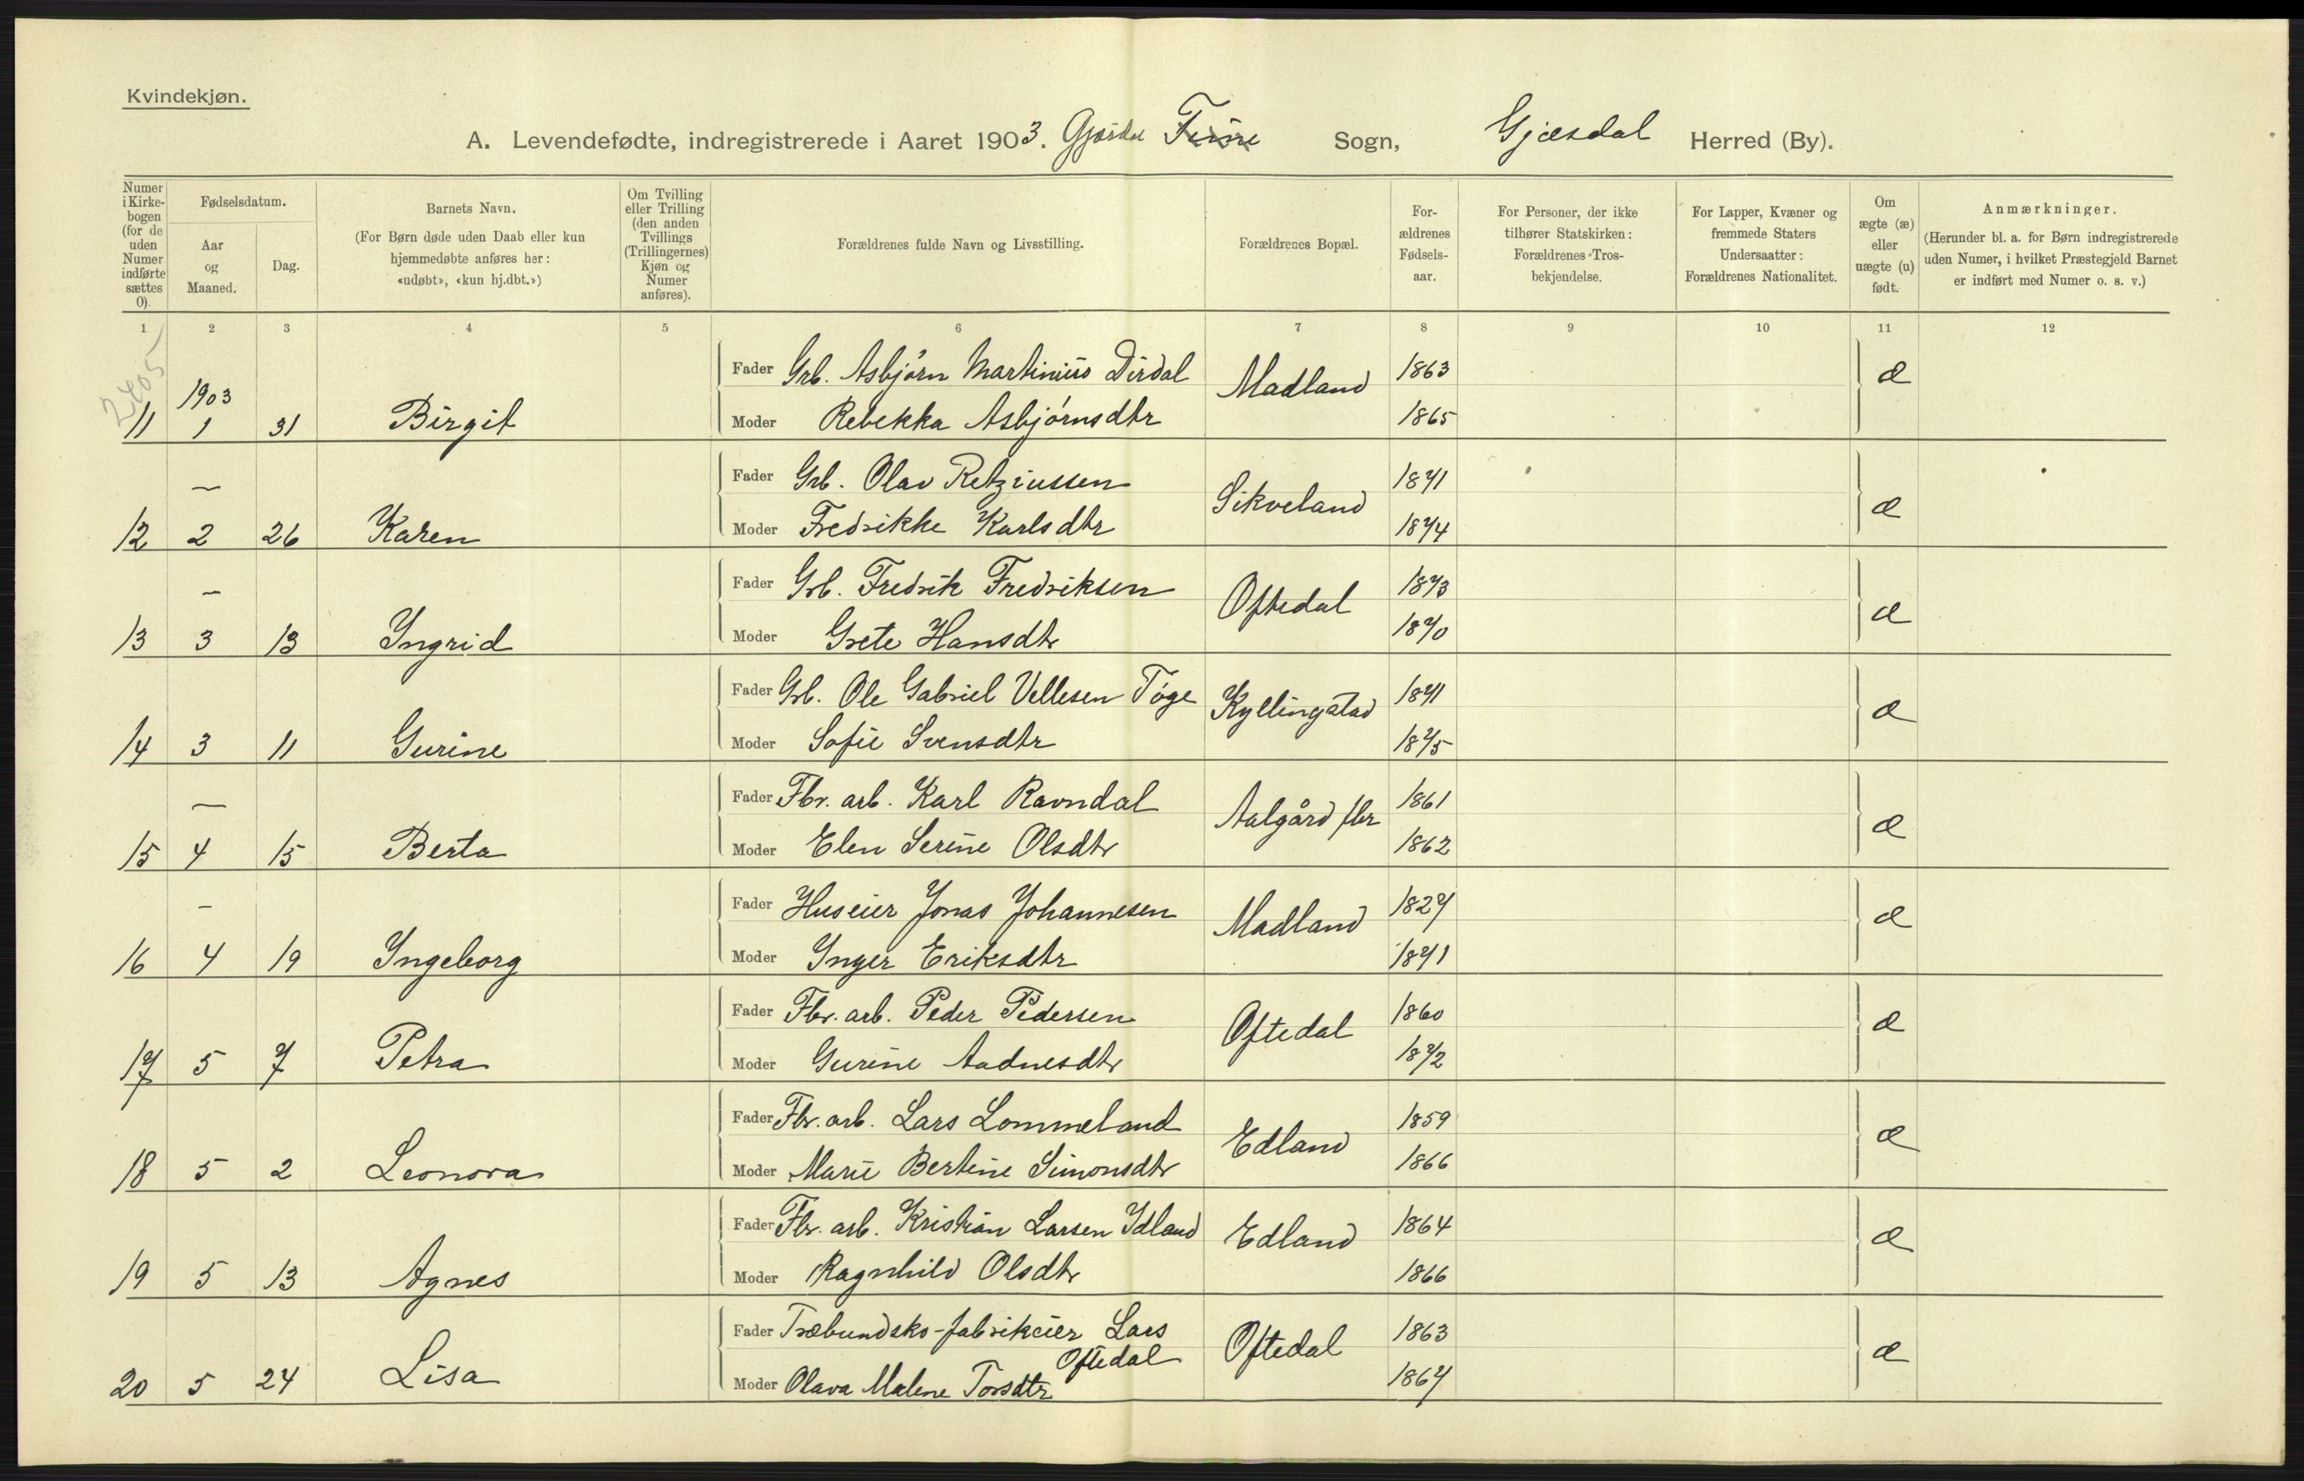 Kvindekjøn.
A. Levendefødte, indregistrerede i Aaret 1903. Gjæsdal Sogn, Gjæsdal Herred (By).
Numer i Kirkebogen (for de uden Numer indførte sættes 0).
Fødselsdatum.
Aar og Maaned.
Dag.
Barnets Navn.
(For Børn døde uden Daab eller kun hjemmedøbte anføres her: «udøbt», «kun hj.dbt.»)
Om Tvilling eller Trilling (den anden Tvillings (Trillingernes) Kjøn og Numer anføres).
Forældrenes fulde Navn og Livsstilling.
Forældrenes Bopæl.
Forældrenes Fødselsaar.
For Personer, der ikke tilhører Statskirken: Forældrenes Trosbekjendelse.
For Lapper, Kvæner og fremmede Staters Undersaatter: Forældrenes Nationalitet.
Om ægte (æ) eller uægte (u) født.
Anmærkninger.
(Herunder bl. a. for Børn indregistrerede uden Numer, i hvilket Præstegjeld Barnet er indført med Numer o. s. v.)
1 2 3 4 5 6 7 8 9 10 11 12
2405
1903
Fader Grb. Asbjørn Martinius Dirdal Madland 1863 æ
11 1 31 Birgit Moder Rebekka Asbjørnsdtr 1865
Fader Grb. Olav Retziussen Sikveland 1871 æ
— 12 2 26 Karen Moder Fredrikke Karlsdtr 1874
Fader Grb. Fredrik Fredriksen Oftedal 1873 æ
— 13 3 13 Ingrid Moder Grete Hansdtr 1870
Fader Grb. Ole Gabriel Vellesen Tøge Kyllingstad 1871 æ
14 3 11 Gurine Moder Sofie Svensdtr 1875
Fader Fbr. arb. Karl Ravndal Aalgård fbr 1861 æ
— 15 4 15 Berta Moder Elen Serine Olsdtr 1862
Fader Huseier Jonas Johannesen Madland 1827 æ
— 16 4 19 Ingeborg Moder Inger Eriksdtr 1871
Fader Fbr. arb. Peder Pedersen Oftedal 1860 æ
17 5 7 Petra Moder Gurine Aadnesdtr 1872
Fader Fbr. arb. Lars Lommeland Edland 1859 æ
18 5 2 Leonora Moder Marie Bertine Simonsdtr 1866
Fader Fbr. arb. Kristian Larsen Idland Edland 1864 æ
19 5 13 Agnes Moder Ragnhild Olsdtr 1866
Fader Træbundsko-fabrikeier Lars Oftedal Oftedal 1863 æ
20 5 24 Lisa Moder Olava Malene Torsdtr 1867